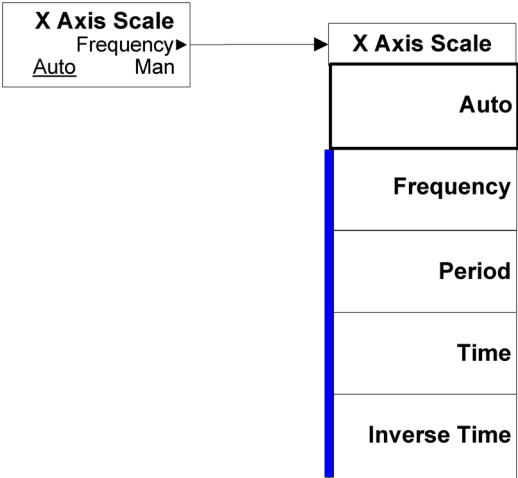 X Axis Scale
Frequency
Auto Man
X Axis Scale
Auto
Frequency
Period
Time
Inverse Time